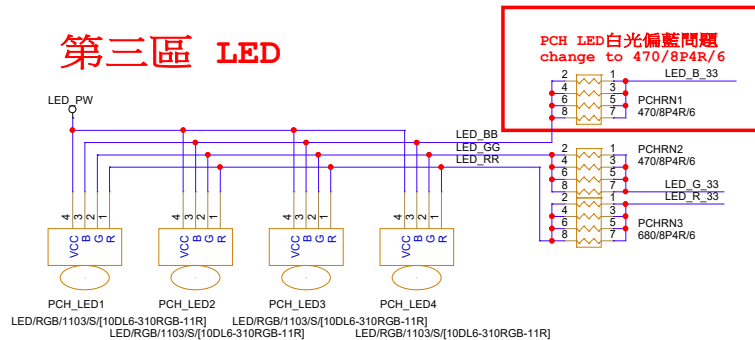 第三區 LED
PCH LED白光偏藍問題
change to 470/8P4R/6
2 1 LED_B_33
4 3
6 5 PCHRN1
8 7 470/8P4R/6
LED_PW
LED_BB
LED_GG
LED_RR
2 1 PCHRN2
4 3 470/8P4R/6
6 5
8 7 LED_G_33
2 1 LED_R_33
4 3
6 5 PCHRN3
8 7 680/8P4R/6
4 3 2 1 4 3 2 1 4 3 2 1 4 3 2 1
VCC B G R VCC B G R VCC B G R VCC B G R
PCH_LED1 PCH_LED2 PCH_LED3 PCH_LED4
LED/RGB/1103/S/[10DL6-310RGB-11R] LED/RGB/1103/S/[10DL6-310RGB-11R]
LED/RGB/1103/S/[10DL6-310RGB-11R] LED/RGB/1103/S/[10DL6-310RGB-11R]